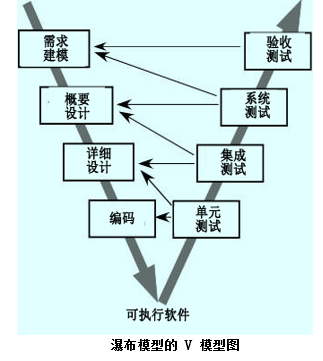 需求
建模
验收
测试
概要
设计
系统
测试
详细
设计
集成
测试
编码
单元
测试
可执行软件
瀑布模型的 V 模型图